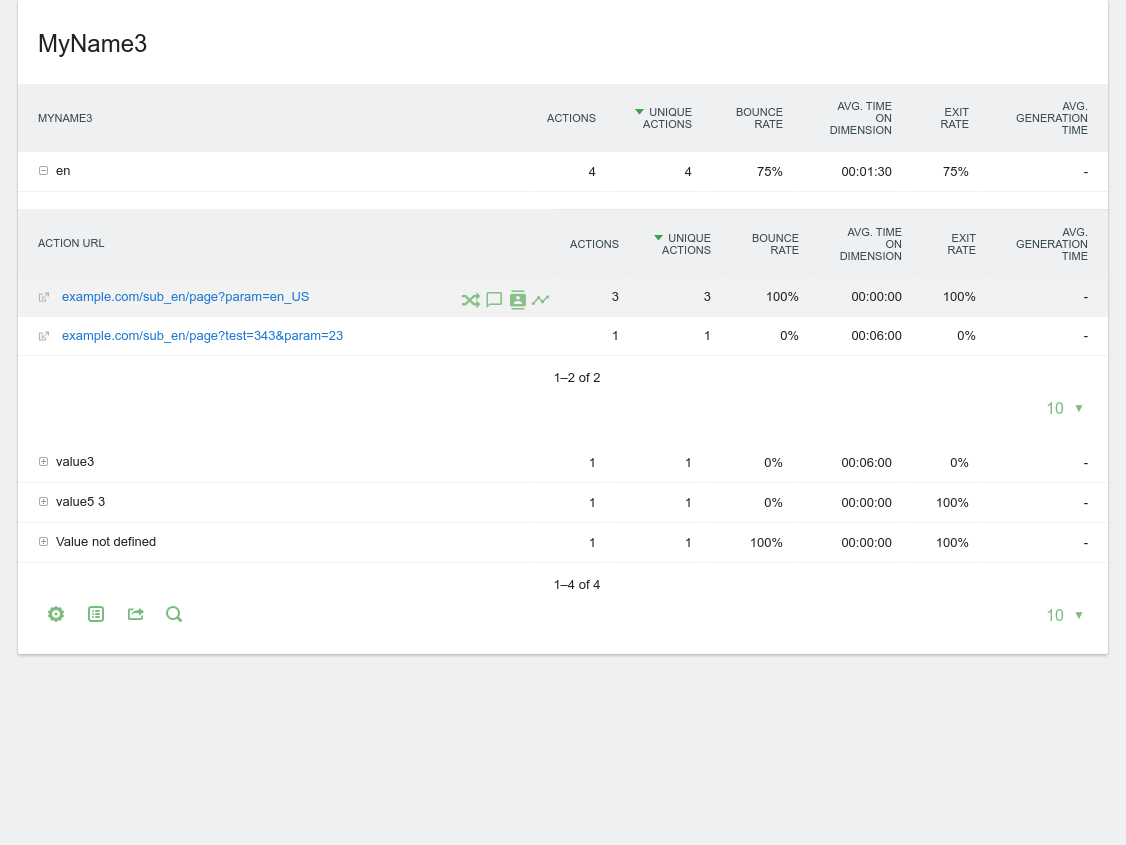 MyName3
MYNAME3 ACTIONS UNIQUE ACTIONS BOUNCE RATE AVG. TIME ON DIMENSION EXIT RATE AVG. GENERATION TIME
en 4 4 75% 00:01:30 75% -
ACTION URL ACTIONS UNIQUE ACTIONS BOUNCE RATE AVG. TIME ON DIMENSION EXIT RATE AVG. GENERATION TIME
example.com/sub_en/page?param=en_US 3 3 100% 00:00:00 100% -
example.com/sub_en/page?test=343&param=23 1 1 0% 00:06:00 0% -
1–2 of 2
10
value3 1 1 0% 00:06:00 0% -
value5 3 1 1 0% 00:00:00 100% -
Value not defined 1 1 100% 00:00:00 100% -
1–4 of 4
10